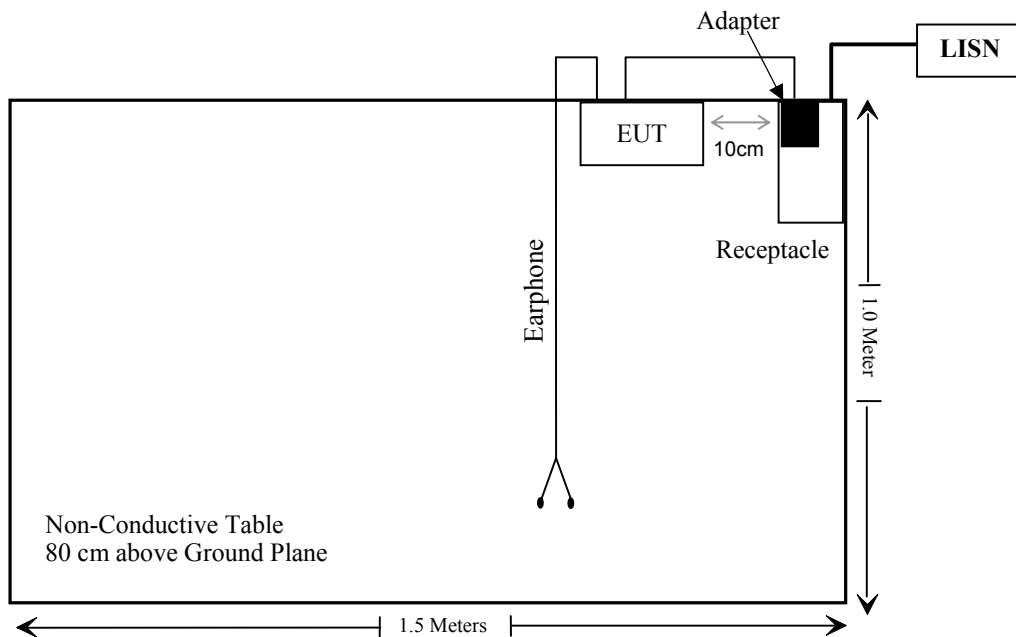 Adapter
LISN
EUT
10cm
Receptacle
Earphone
1.0 Meter
Non-Conductive Table
80 cm above Ground Plane
1.5 Meters